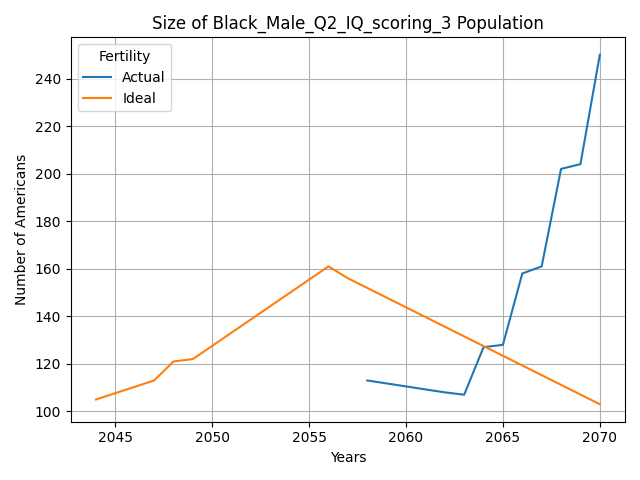 Size of Black_Male_Q2_IQ_scoring_3 Population
Fertility
Actual
Ideal
Number of Americans
240
220
200
180
160
140
120
100
2045
2050
2055
2060
2065
2070
Years